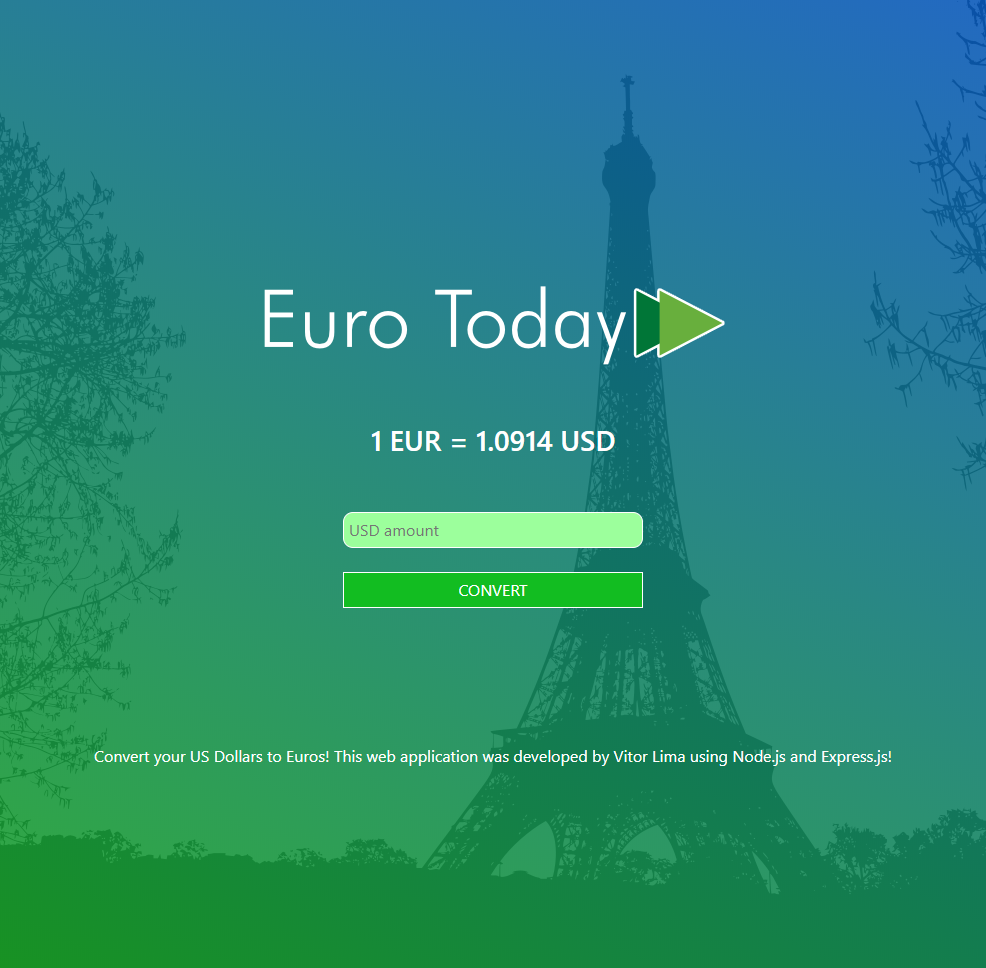 Euro Today
1 EUR = 1.0914 USD
USD amount
CONVERT
Convert your US Dollars to Euros! This web application was developed by Vitor Lima using Node.js and Express.js!